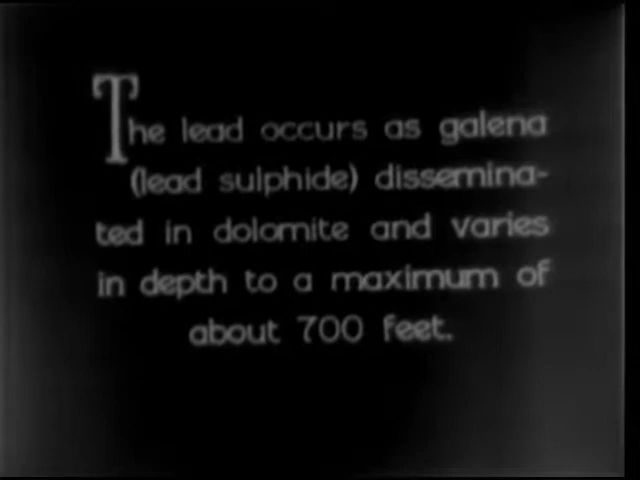 The lead occurs as galena
(lead sulphide) dissemina-
ted in dolomite and varies
in depth to a maximum of
about 700 feet.